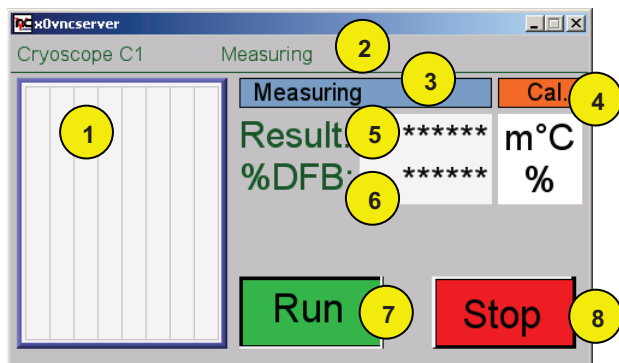 x0vncserver
Cryoscope C1 Measuring 2
Measuring 3 Cal. 4
1
Result: 5 ****** m°C
%DFB: 6 ****** %
Run 7 Stop 8